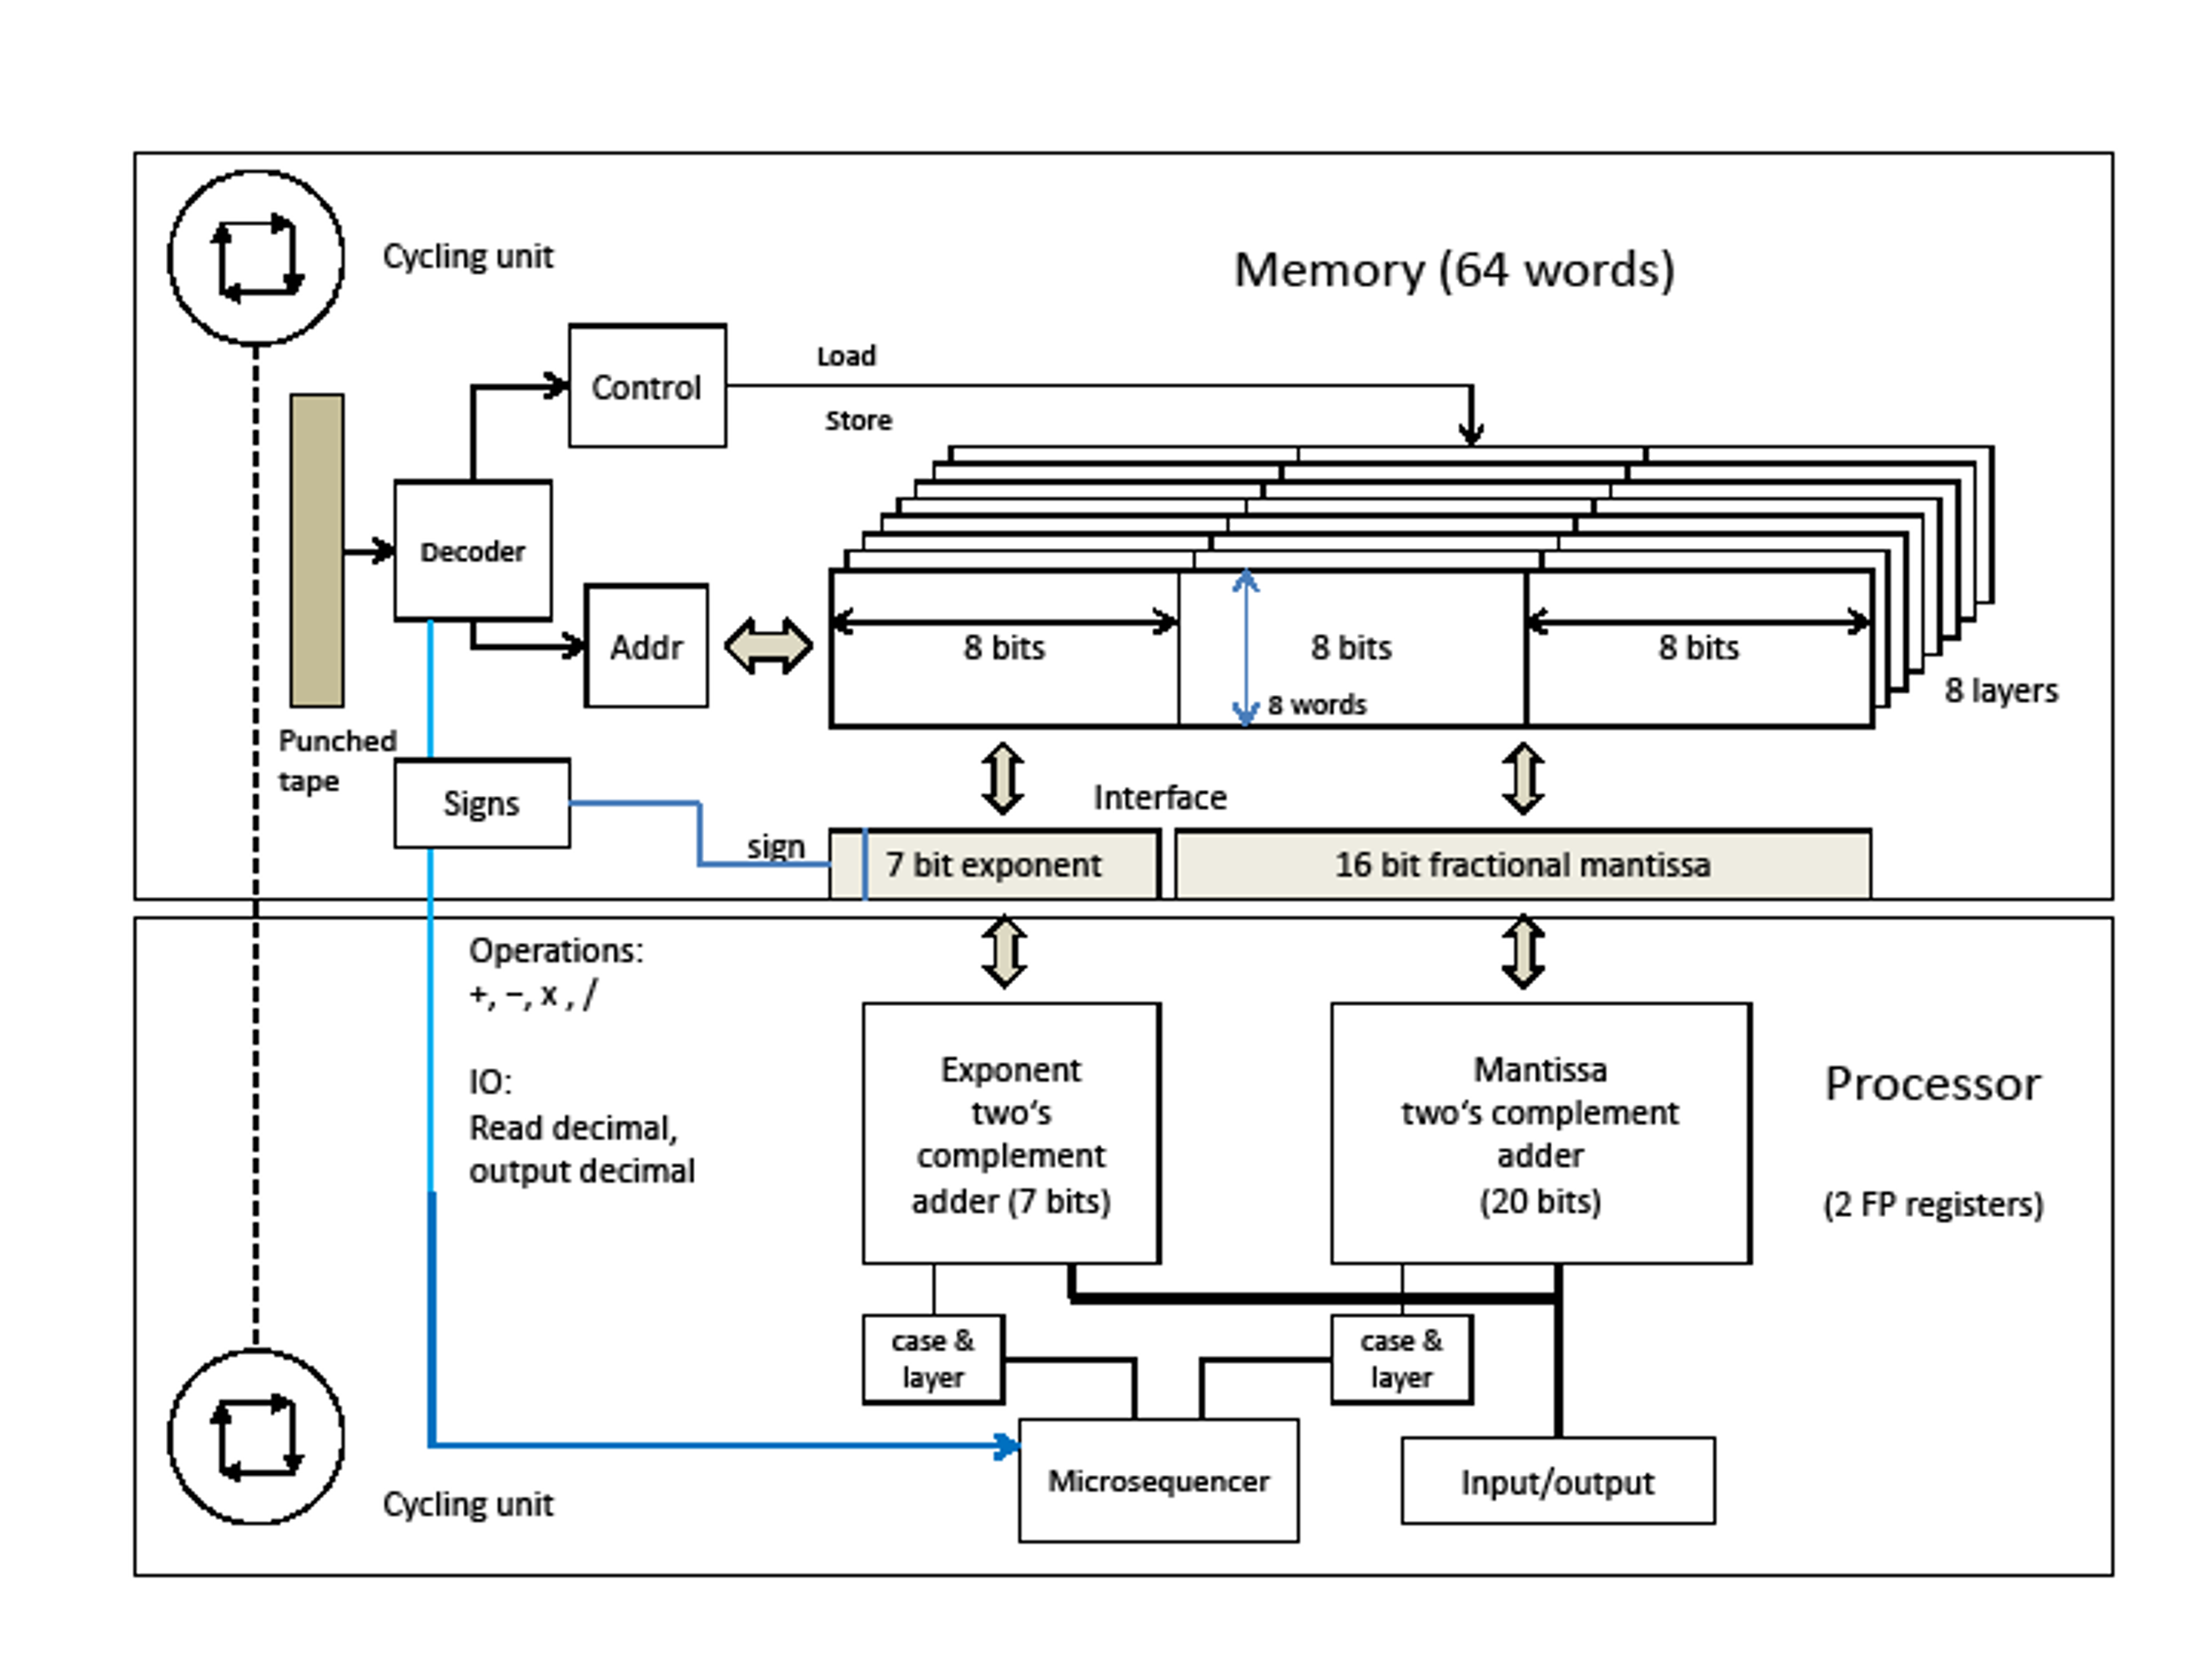 Cycling unit
Memory (64 words)
Control
Load
Store
Decoder
Addr
8 bits
8 bits
8 bits
8 words
8 layers
Punched
tape
Signs
Interface
sign
7 bit exponent
16 bit fractional mantissa
Operations:
+, −, x , /
IO:
Read decimal,
output decimal
Exponent
two‘s
complement
adder (7 bits)
Mantissa
two‘s complement
adder
(20 bits)
Processor
(2 FP registers)
case &
layer
case &
layer
Microsequencer
Input/output
Cycling unit